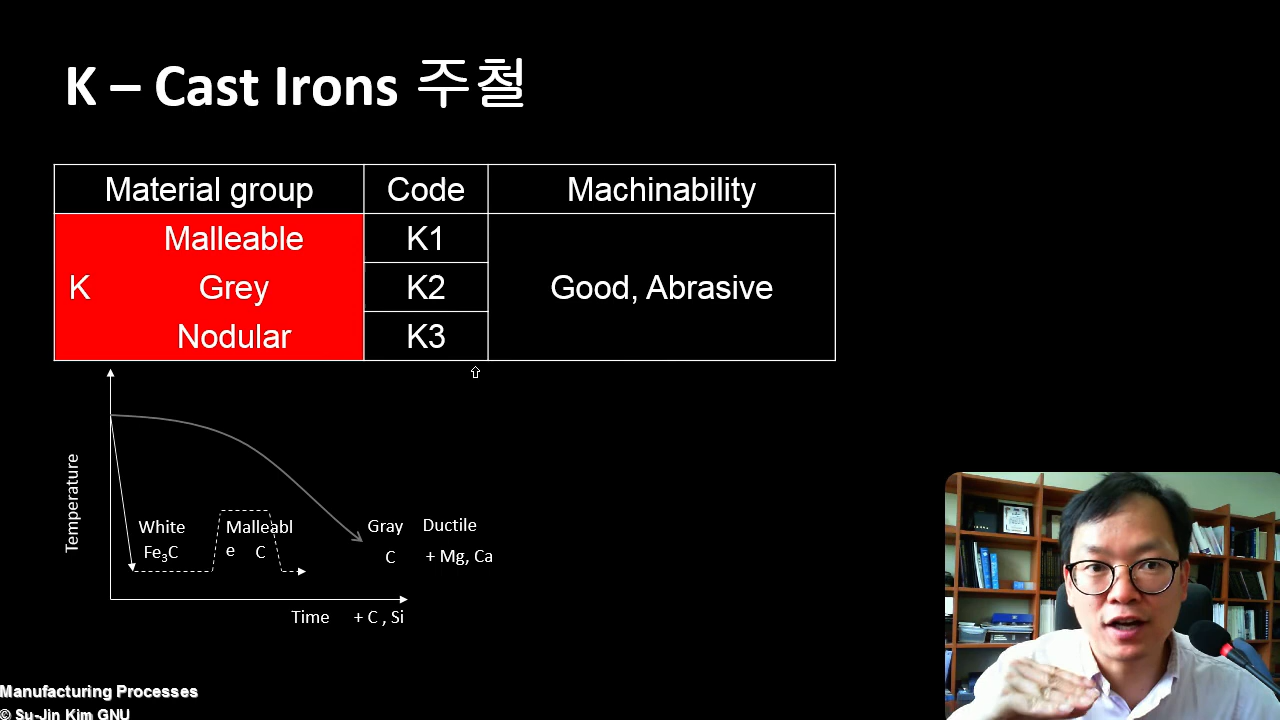 K – Cast Irons 주철
Material group Code Machinability
Malleable K1
K Grey K2 Good, Abrasive
Nodular K3
Temperature
White Malleabl Gray Ductile
Fe₃C e C C + Mg, Ca
Time + C , Si
Manufacturing Processes
© Su-Jin Kim GNU